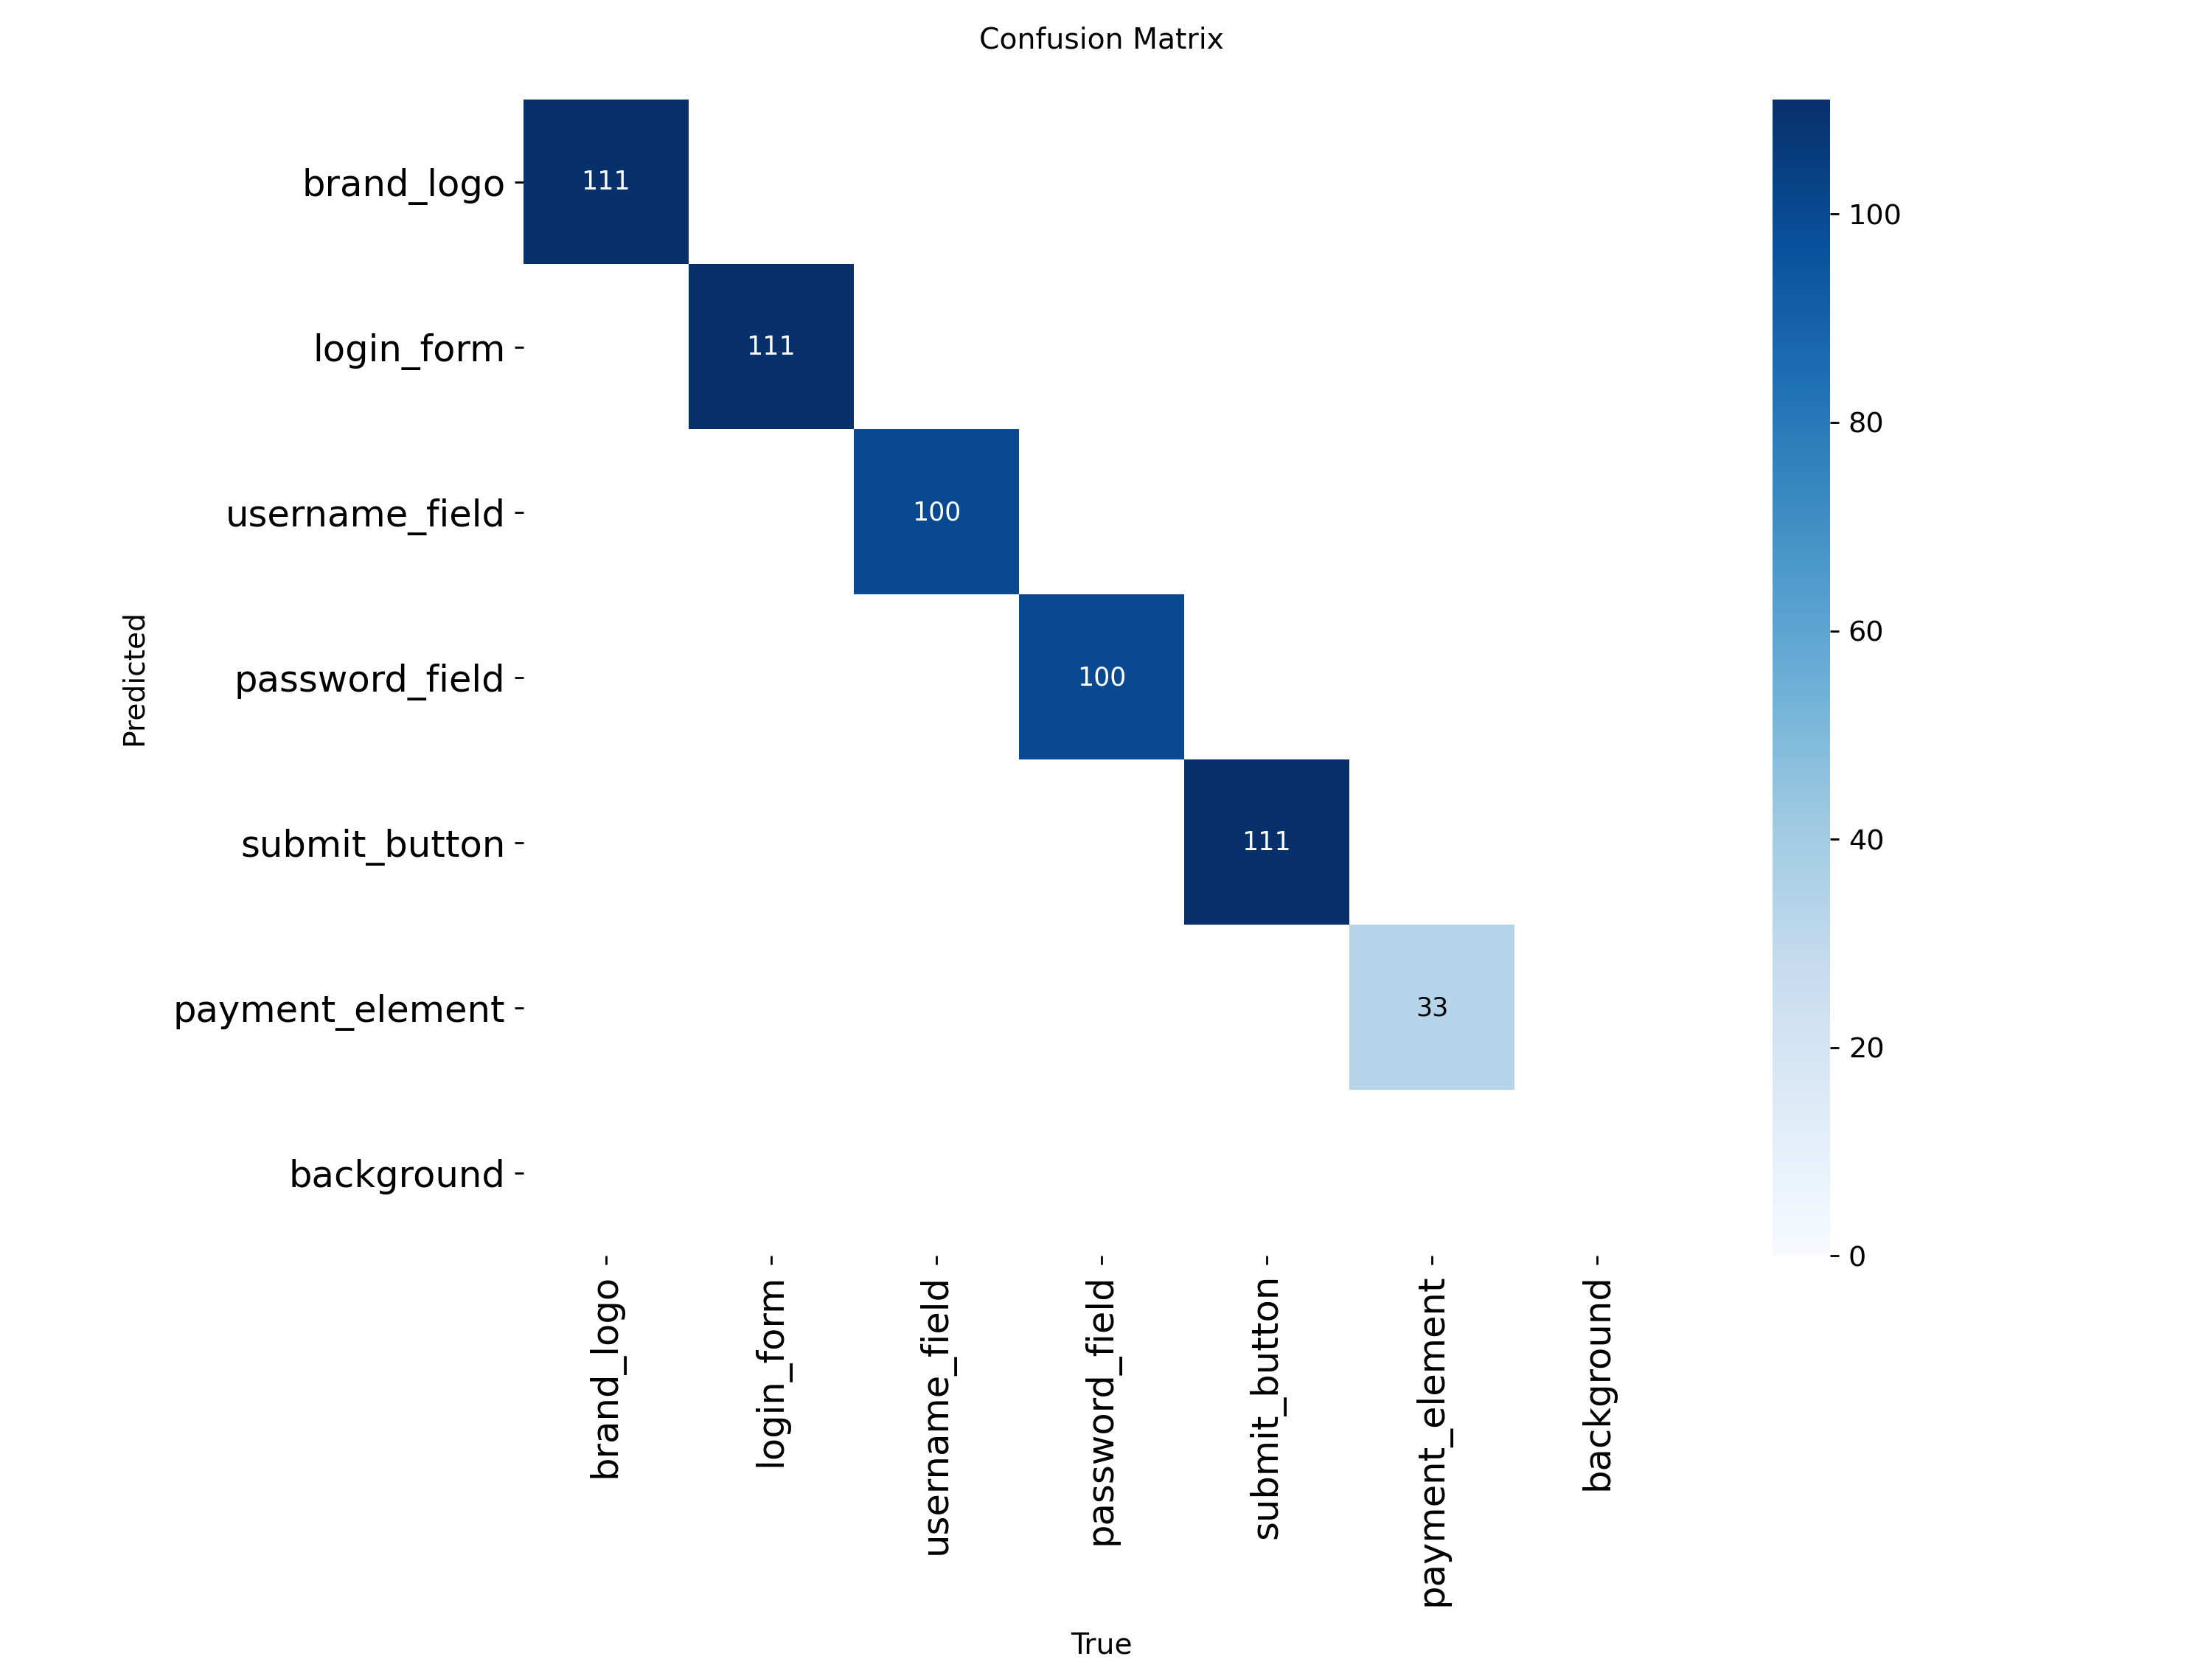 Confusion Matrix
brand_logo
login_form
username_field
password_field
submit_button
payment_element
background
Predicted
111
111
100
100
111
33
brand_logo
login_form
username_field
password_field
submit_button
payment_element
background
True
100
80
60
40
20
0